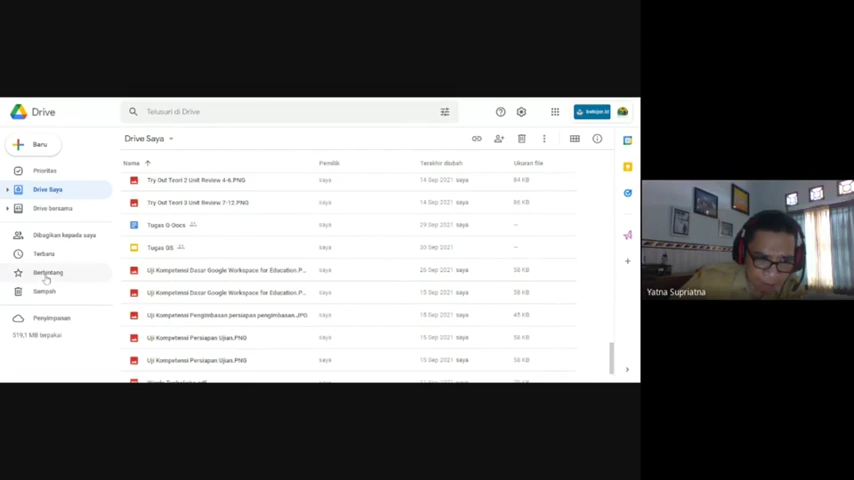 Drive
Telusuri di Drive
belajar.id
Baru
Drive Saya
Name
Pemilik
Terakhir diubah
Ukuran file
Prioritas
Drive Saya
Drive bersama
Dibagikan kepada saya
Terbaru
Berbintang
Sampah
Penyimpanan
519,1 MB terpakai
Try Out Teori 2 Unit Review 4-6.PNG saya 14 Sep 2021 saya 84 KB
Try Out Teori 3 Unit Review 7-12.PNG saya 14 Sep 2021 saya 86 KB
Tugas G-Docs saya 29 Sep 2021 saya —
Tugas GS saya 30 Sep 2021 —
Uji Kompetensi Dasar Google Workspace for Education.P... saya 26 Sep 2021 saya 58 KB
Uji Kompetensi Dasar Google Workspace for Education.P... saya 15 Sep 2021 saya 58 KB
Uji Kompetensi Pengimbasan persiapas pengimbasan.JPG saya 15 Sep 2021 saya 45 KB
Uji Kompetensi Persiapan Ujian.PNG saya 15 Sep 2021 saya 58 KB
Uji Kompetensi Persiapan Ujian.PNG saya 15 Sep 2021 saya 58 KB
Yatna Supriatna